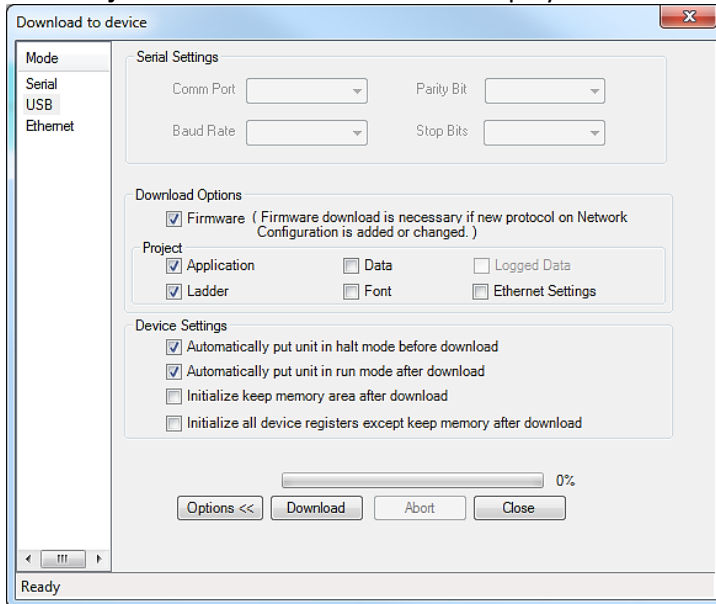 Download to device
Mode
Serial
USB
Ethernet
Serial Settings
Comm Port
Parity Bit
Baud Rate
Stop Bits
Download Options
Firmware ( Firmware download is necessary if new protocol on Network
Configuration is added or changed. )
Project
Application
Data
Logged Data
Ladder
Font
Ethernet Settings
Device Settings
Automatically put unit in halt mode before download
Automatically put unit in run mode after download
Initialize keep memory area after download
Initialize all device registers except keep memory after download
0%
Options <<
Download
Abort
Close
Ready